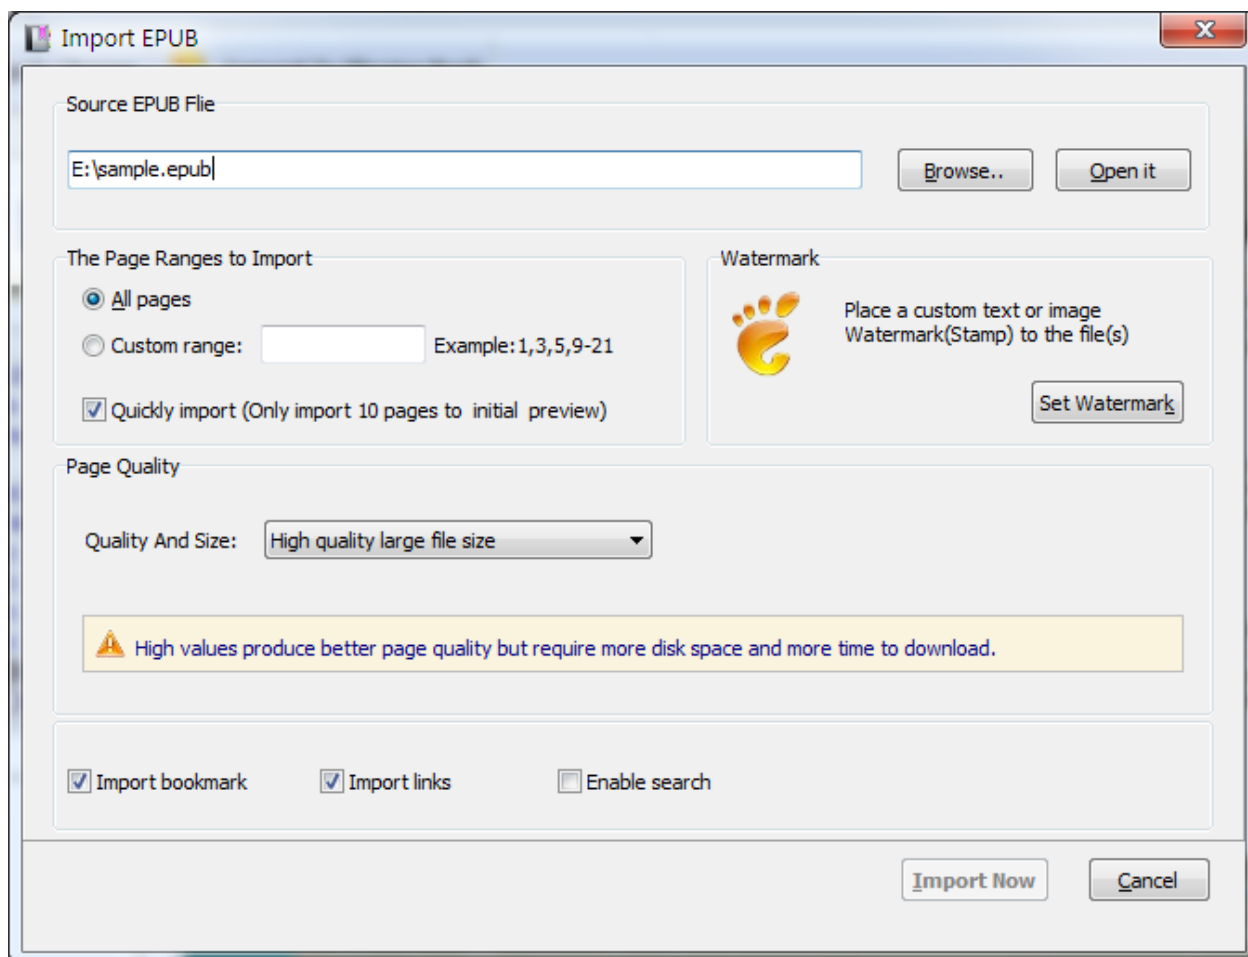 Import EPUB
Source EPUB Flie
E:\sample.epub
Browse..
Open it
The Page Ranges to Import
All pages
Custom range:
Example:1,3,5,9-21
Quickly import (Only import 10 pages to  initial  preview)
Watermark
Place a custom text or image
Watermark(Stamp) to the file(s)
Set Watermark
Page Quality
Quality And Size:
High quality large file size
High values produce better page quality but require more disk space and more time to download.
Import bookmark
Import links
Enable search
Import Now
Cancel